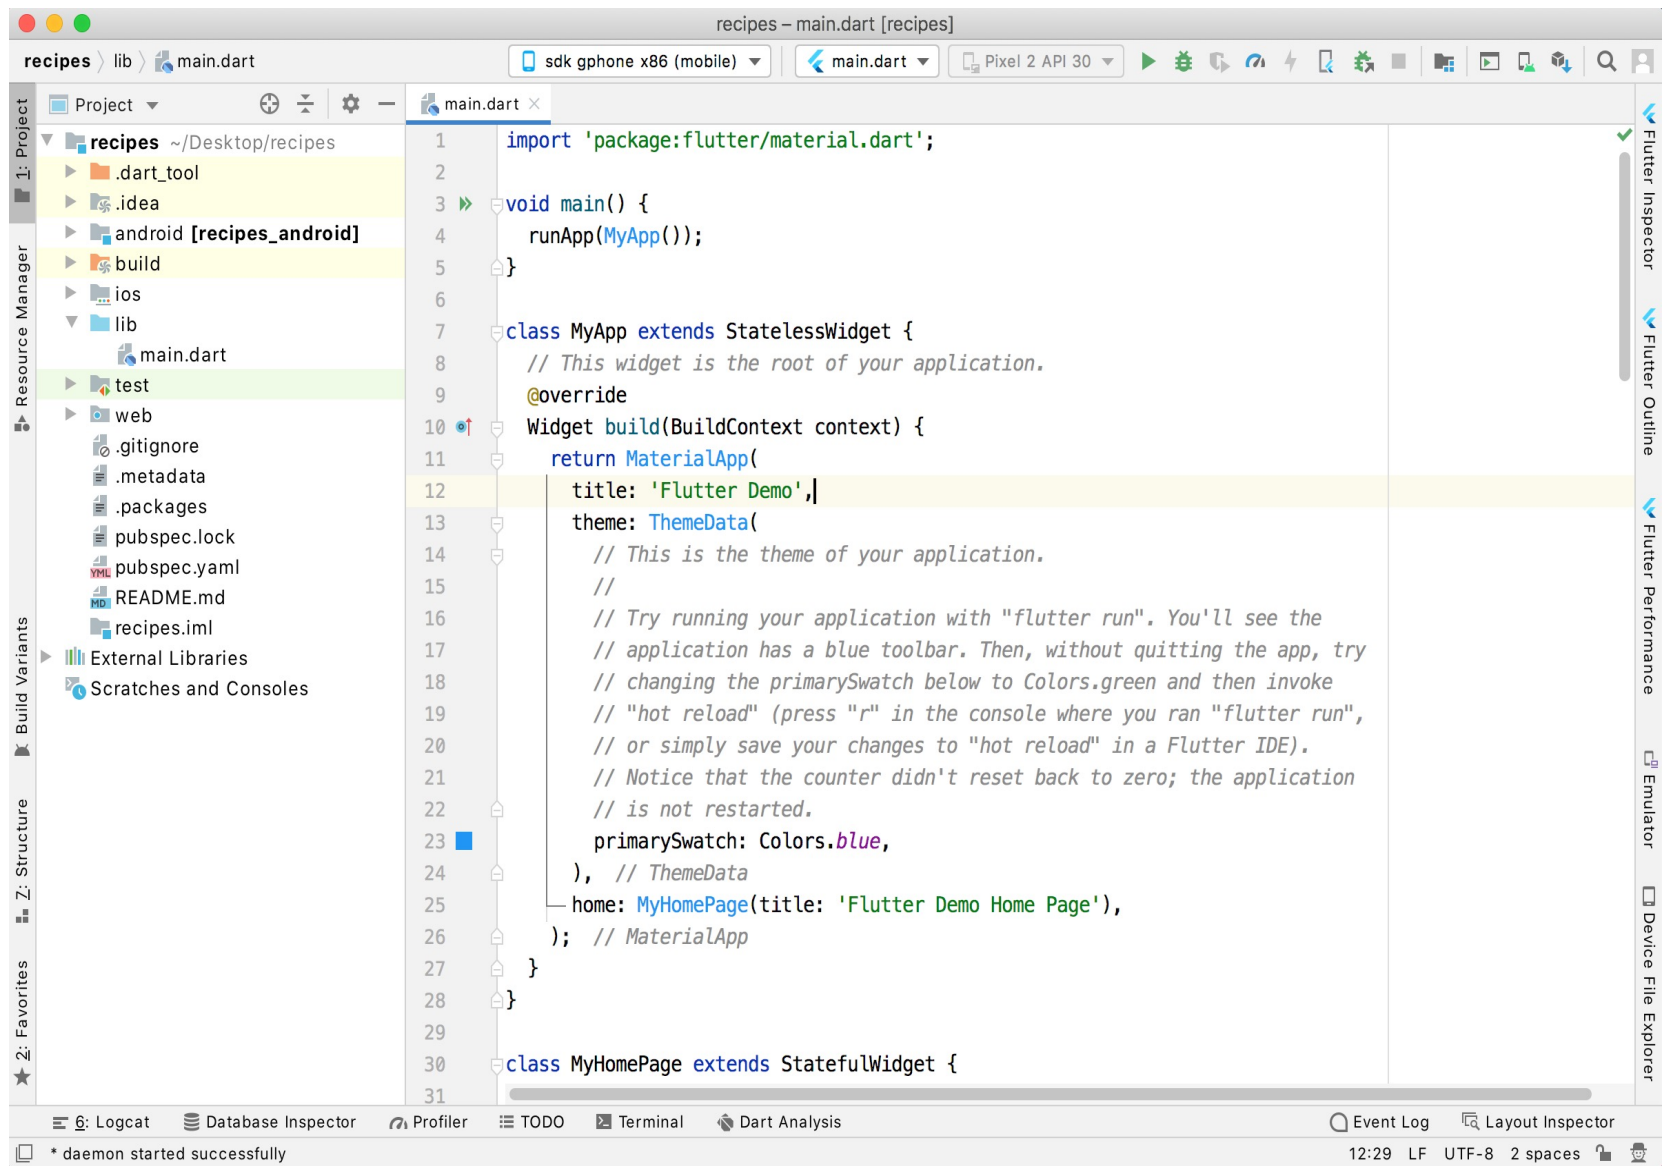 recipes – main.dart [recipes]
recipes lib main.dart
sdk gphone x86 (mobile) main.dart Pixel 2 API 30
Project
main.dart
1: Project
Resource Manager
Build Variants
7: Structure
2: Favorites
recipes ~/Desktop/recipes
.dart_tool
.idea
android [recipes_android]
build
ios
lib
main.dart
test
web
.gitignore
.metadata
.packages
pubspec.lock
YML pubspec.yaml
MD README.md
recipes.iml
External Libraries
Scratches and Consoles
1 import 'package:flutter/material.dart';
2
3 void main() {
4 runApp(MyApp());
5 }
6
7 class MyApp extends StatelessWidget {
8 // This widget is the root of your application.
9 @override
10 Widget build(BuildContext context) {
11 return MaterialApp(
12 title: 'Flutter Demo',
13 theme: ThemeData(
14 // This is the theme of your application.
15 //
16 // Try running your application with "flutter run". You'll see the
17 // application has a blue toolbar. Then, without quitting the app, try
18 // changing the primarySwatch below to Colors.green and then invoke
19 // "hot reload" (press "r" in the console where you ran "flutter run",
20 // or simply save your changes to "hot reload" in a Flutter IDE).
21 // Notice that the counter didn't reset back to zero; the application
22 // is not restarted.
23 primarySwatch: Colors.blue,
24 ), // ThemeData
25 home: MyHomePage(title: 'Flutter Demo Home Page'),
26 ); // MaterialApp
27 }
28 }
29
30 class MyHomePage extends StatefulWidget {
31
Flutter Inspector
Flutter Outline
Flutter Performance
Emulator
Device File Explorer
6: Logcat Database Inspector Profiler TODO Terminal Dart Analysis Event Log Layout Inspector
* daemon started successfully 12:29 LF UTF-8 2 spaces